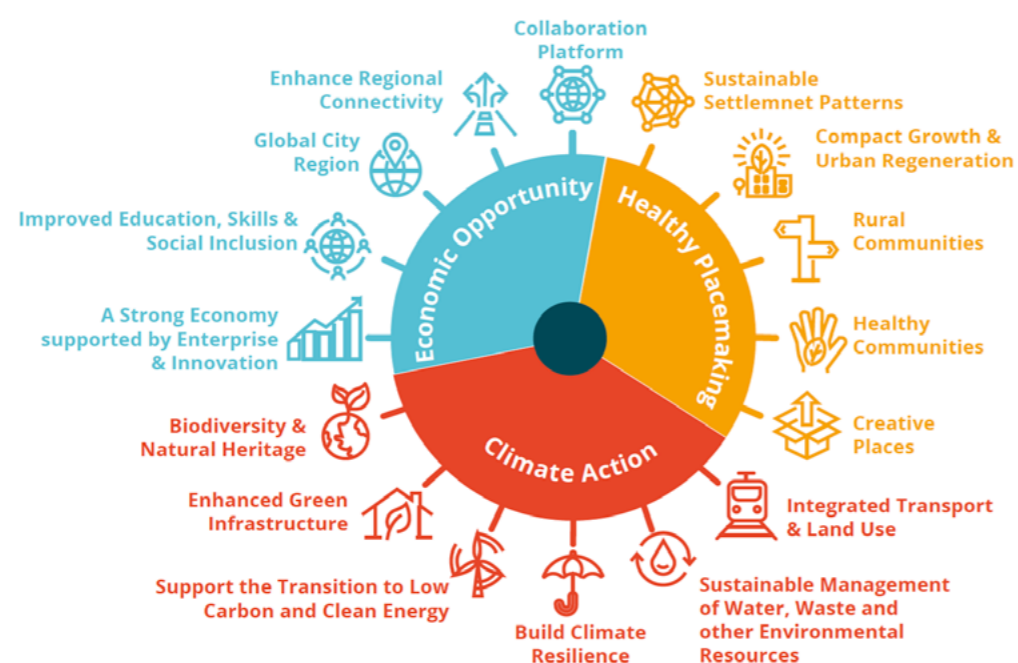 Collaboration
Platform
Sustainable
Settlemnet Patterns
Compact Growth &
Urban Regeneration
Rural
Communities
Healthy
Communities
Creative
Places
Integrated Transport
& Land Use
Sustainable Management
of Water, Waste and
other Environmental
Resources
Build Climate
Resilience
Support the Transition to Low
Carbon and Clean Energy
Enhanced Green
Infrastructure
Biodiversity &
Natural Heritage
A Strong Economy
supported by Enterprise
& Innovation
Improved Education, Skills &
Social Inclusion
Global City
Region
Enhance Regional
Connectivity
Economic Opportunity
Healthy Placemaking
Climate Action